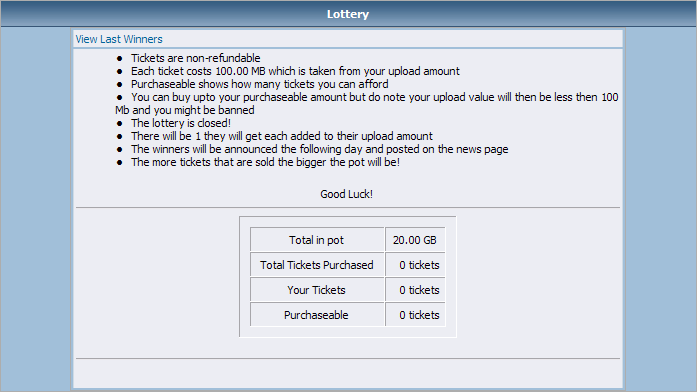 Lottery
View Last Winners
• Tickets are non-refundable
• Each ticket costs 100.00 MB which is taken from your upload amount
• Purchaseable shows how many tickets you can afford
• You can buy upto your purchaseable amount but do note your upload value will then be less then 100
Mb and you might be banned
• The lottery is closed!
• There will be 1 they will get each added to their upload amount
• The winners will be announced the following day and posted on the news page
• The more tickets that are sold the bigger the pot will be!
Good Luck!
Total in pot 20.00 GB
Total Tickets Purchased 0 tickets
Your Tickets 0 tickets
Purchaseable 0 tickets